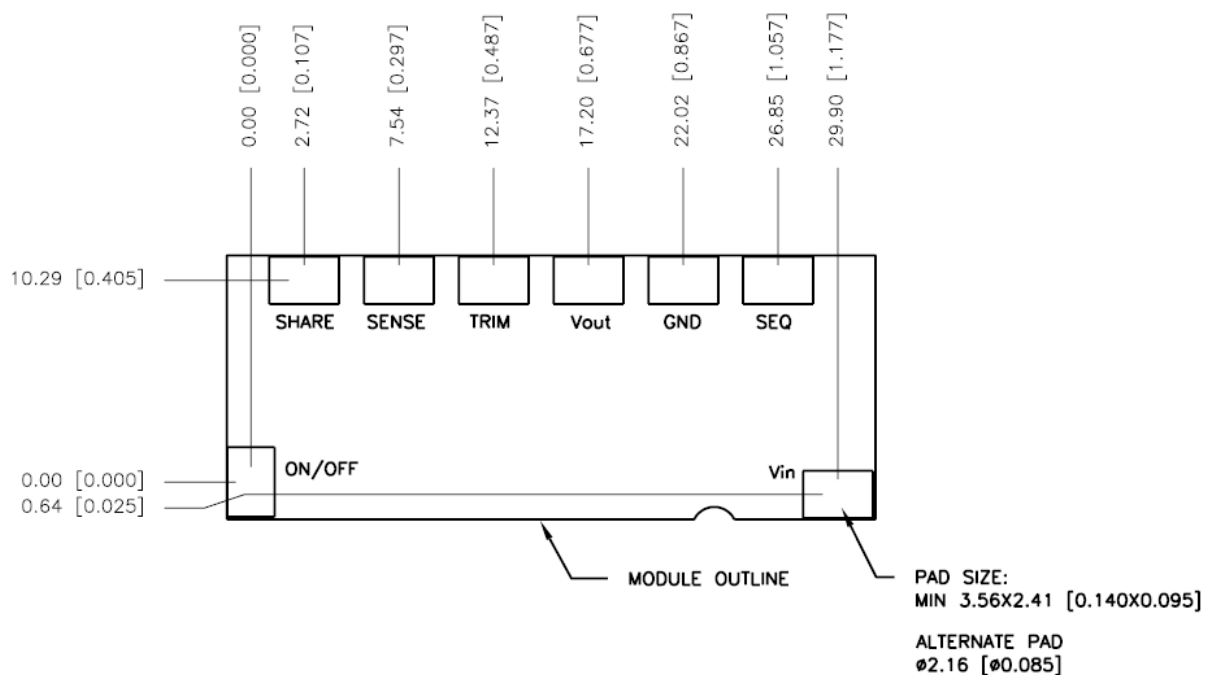 0.00 [0.000]
2.72 [0.107]
7.54 [0.297]
12.37 [0.487]
17.20 [0.677]
22.02 [0.867]
26.85 [1.057]
29.90 [1.177]
10.29 [0.405]
SHARE
SENSE
TRIM
Vout
GND
SEQ
ON/OFF
Vin
0.00 [0.000]
0.64 [0.025]
MODULE OUTLINE
PAD SIZE:
MIN 3.56X2.41 [0.140X0.095]
ALTERNATE PAD
ø2.16 [ø0.085]